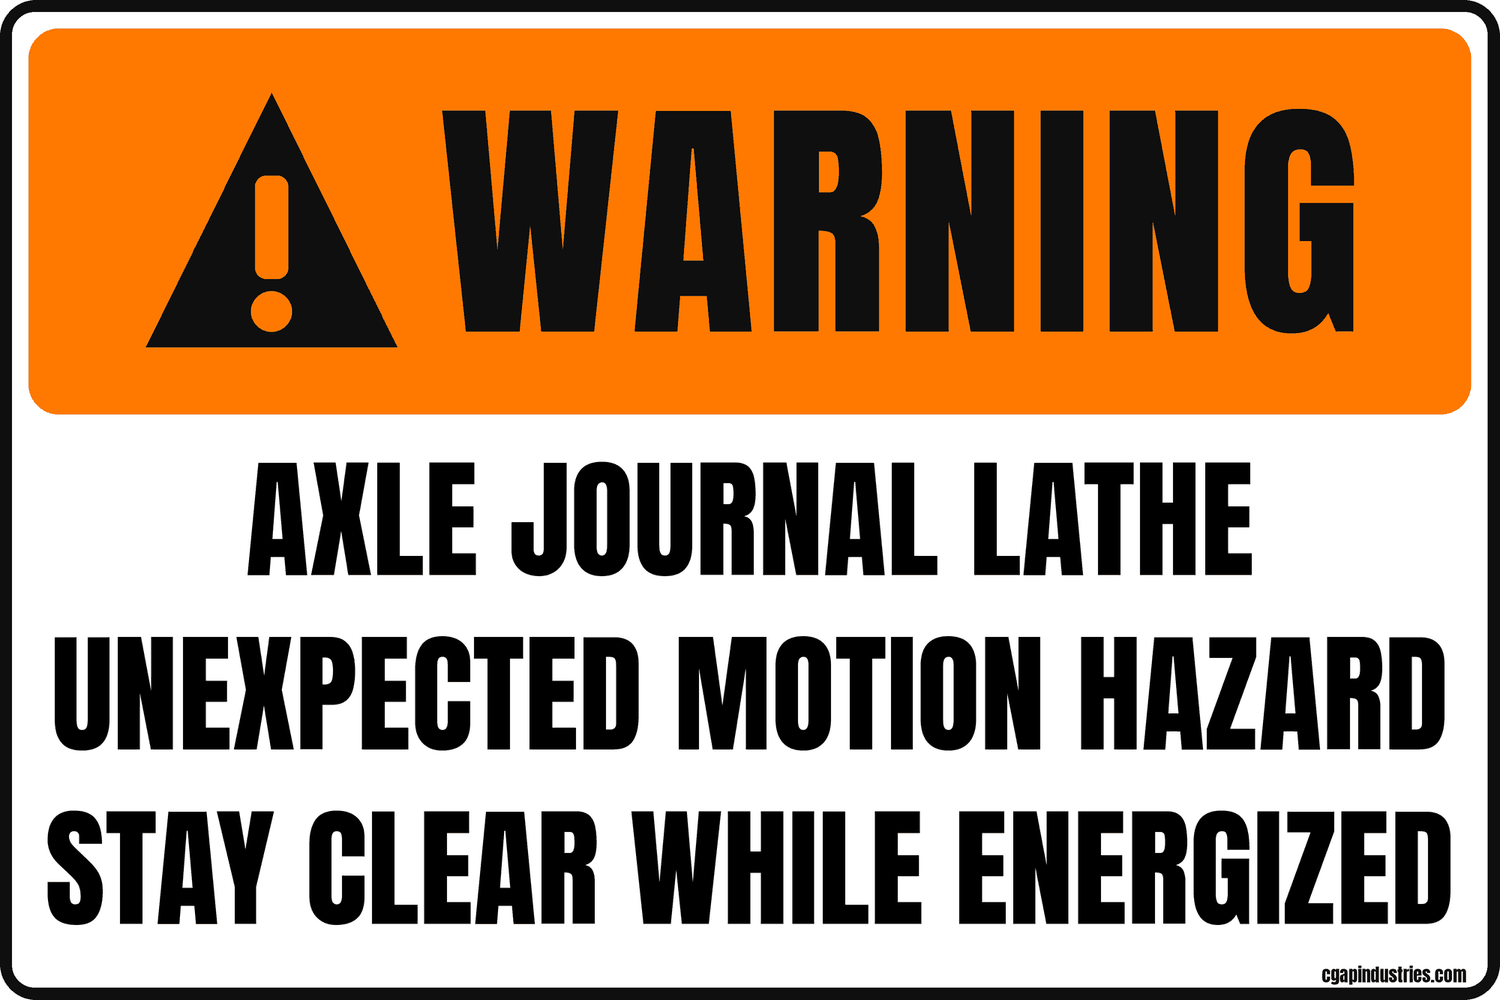 WARNING
AXLE JOURNAL LATHE
UNEXPECTED MOTION HAZARD
STAY CLEAR WHILE ENERGIZED
cgapindustries.com